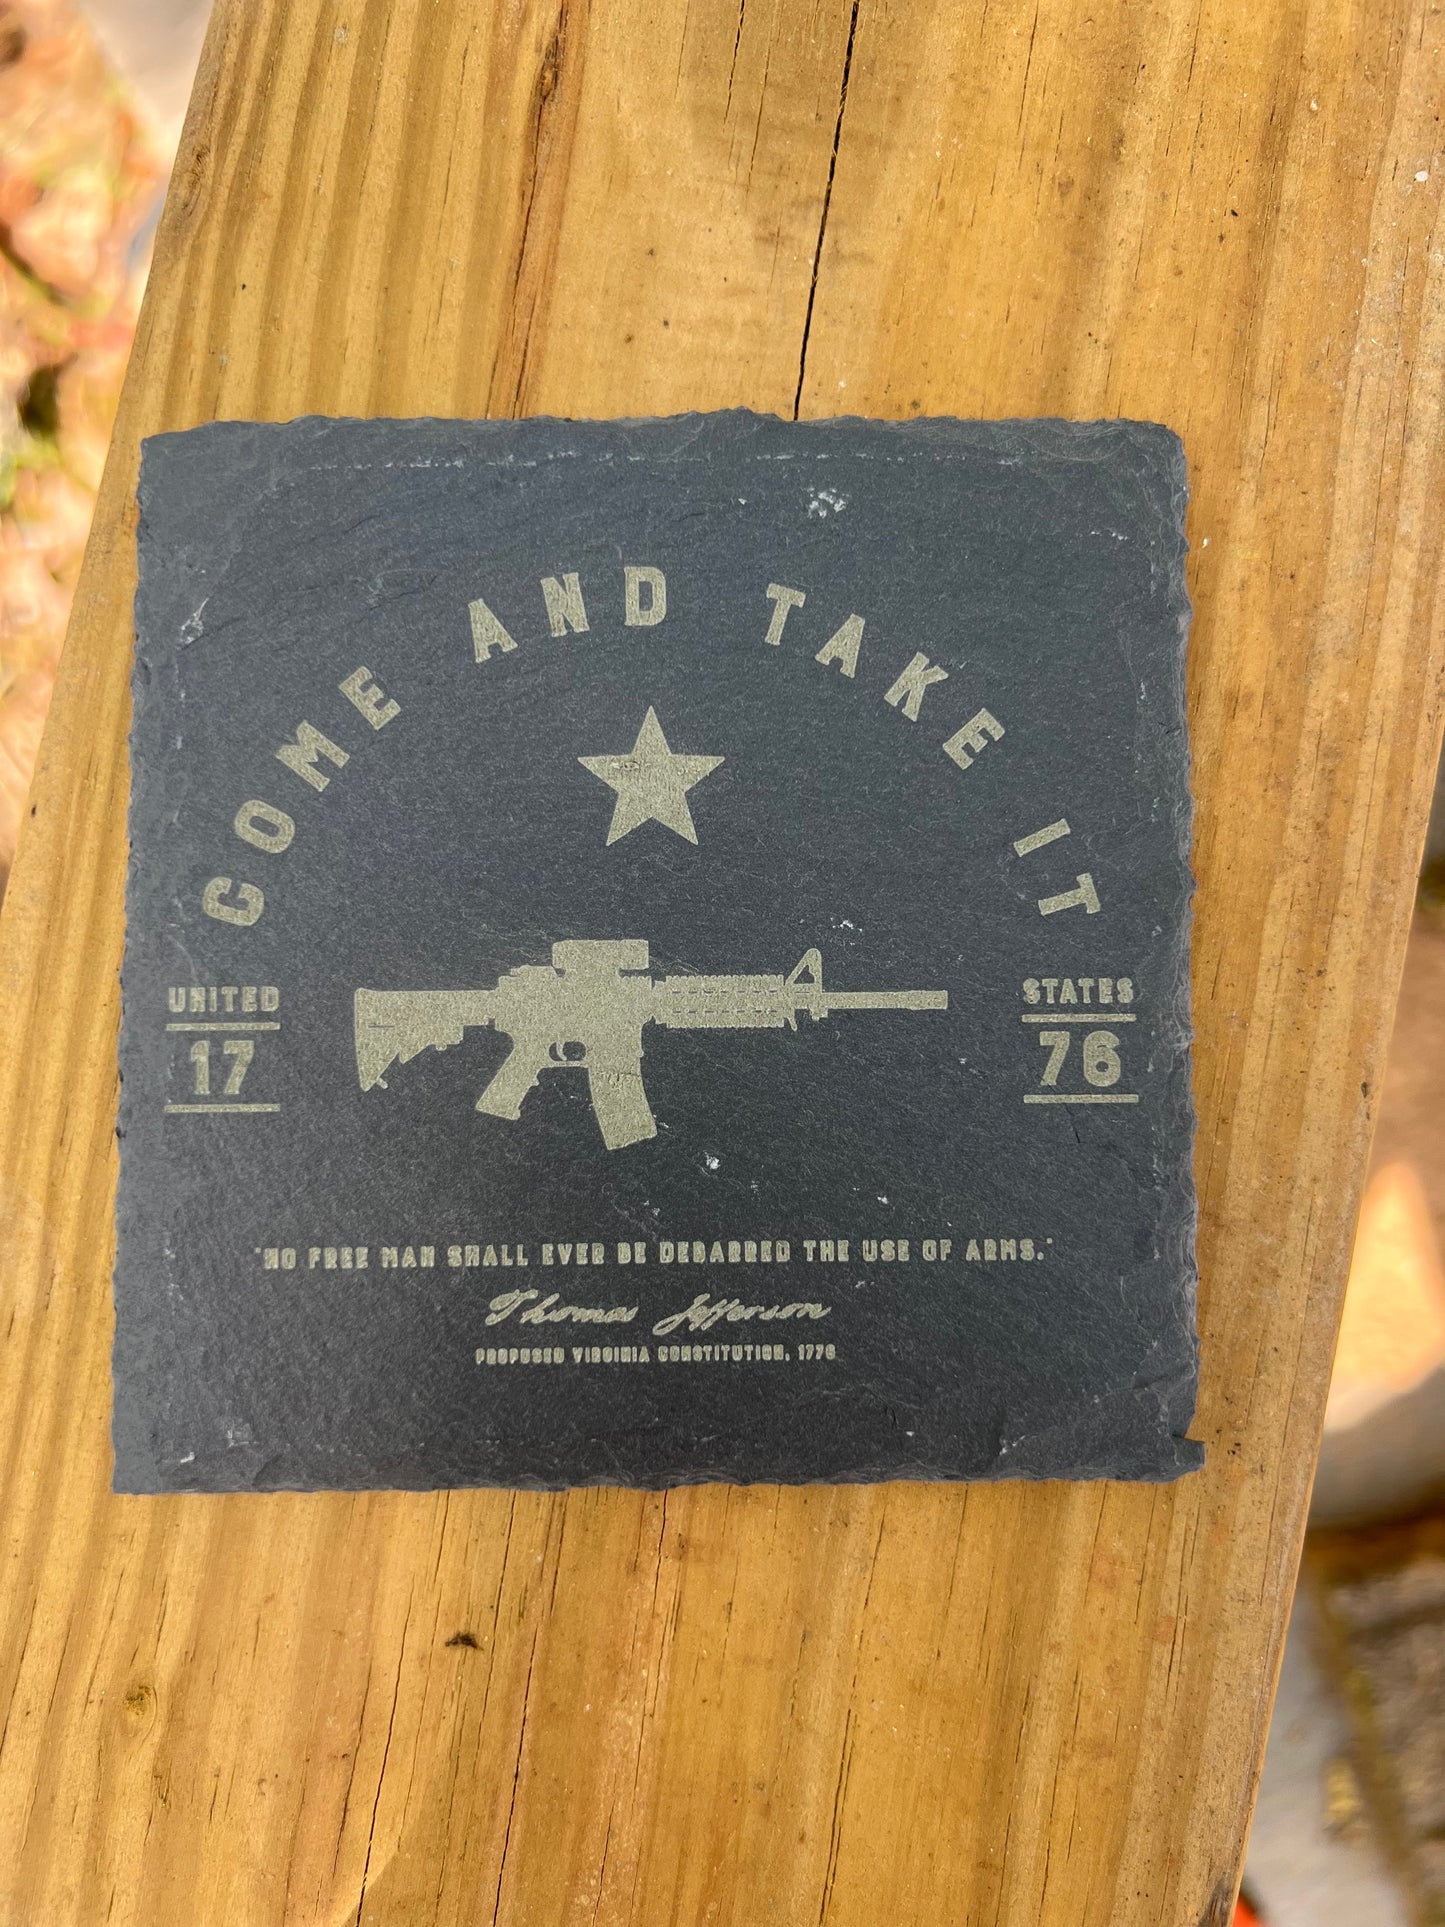 COME AND TAKE IT
UNITED
17
STATES
76
"NO FREE MAN SHALL EVER BE DEBARRED THE USE OF ARMS."
Thomas Jefferson
PROPOSED VIRGINIA CONSTITUTION, 1776